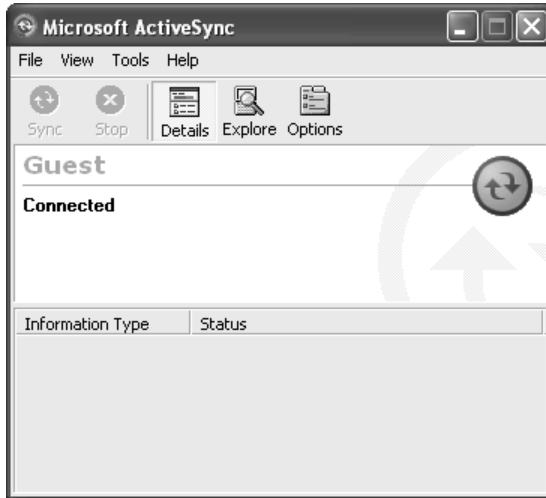 Microsoft ActiveSync
File View Tools Help
Sync Stop Details Explore Options
Guest
Connected
Information Type Status